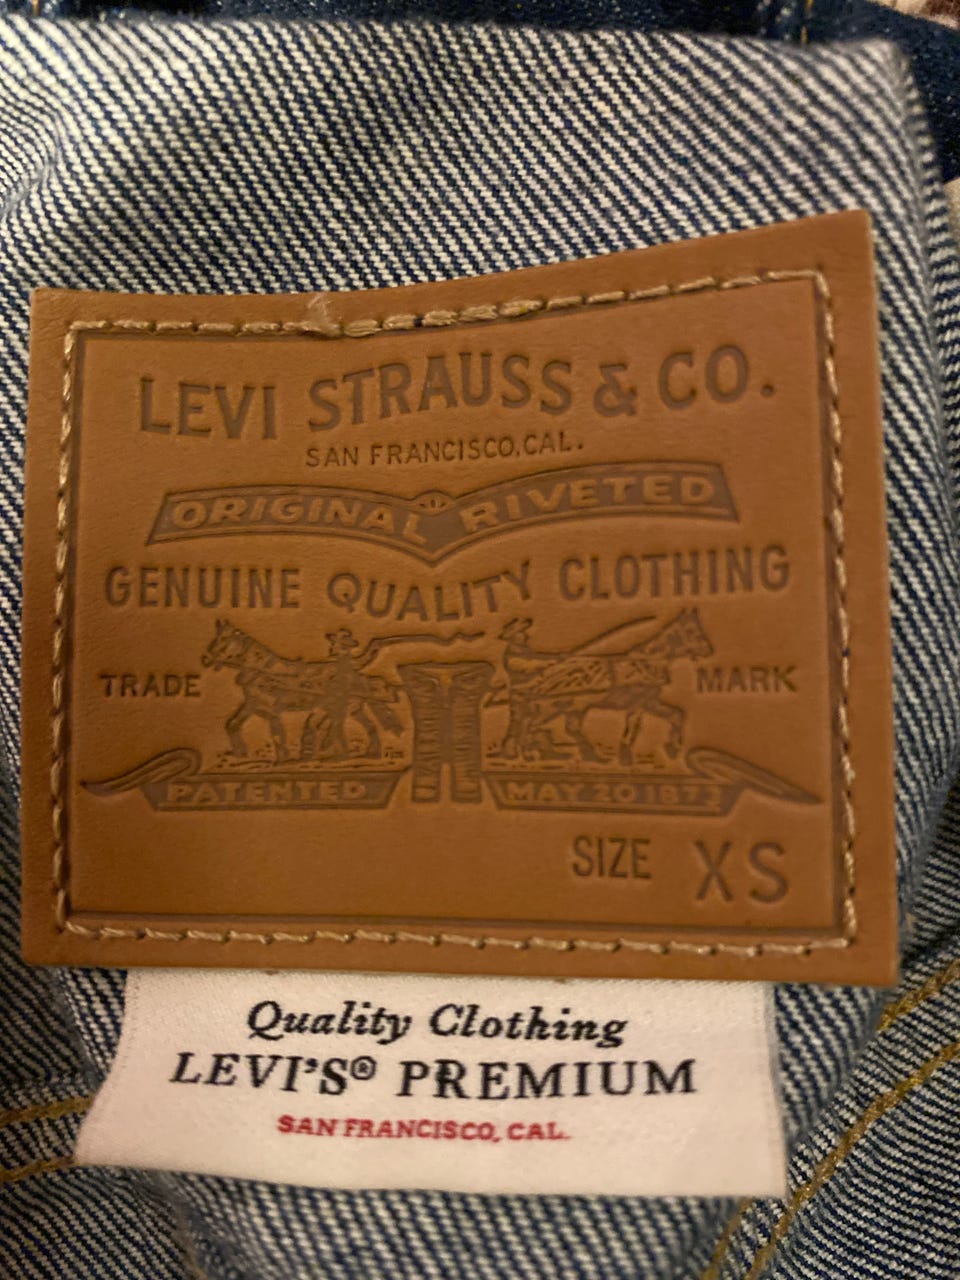 LEVI STRAUSS & CO.
SAN FRANCISCO, CAL.
ORIGINAL RIVETED
GENUINE QUALITY CLOTHING
TRADE MARK
PATENTED MAY 20 1873
SIZE XS
Quality Clothing
LEVI'S® PREMIUM
SAN FRANCISCO, CAL.